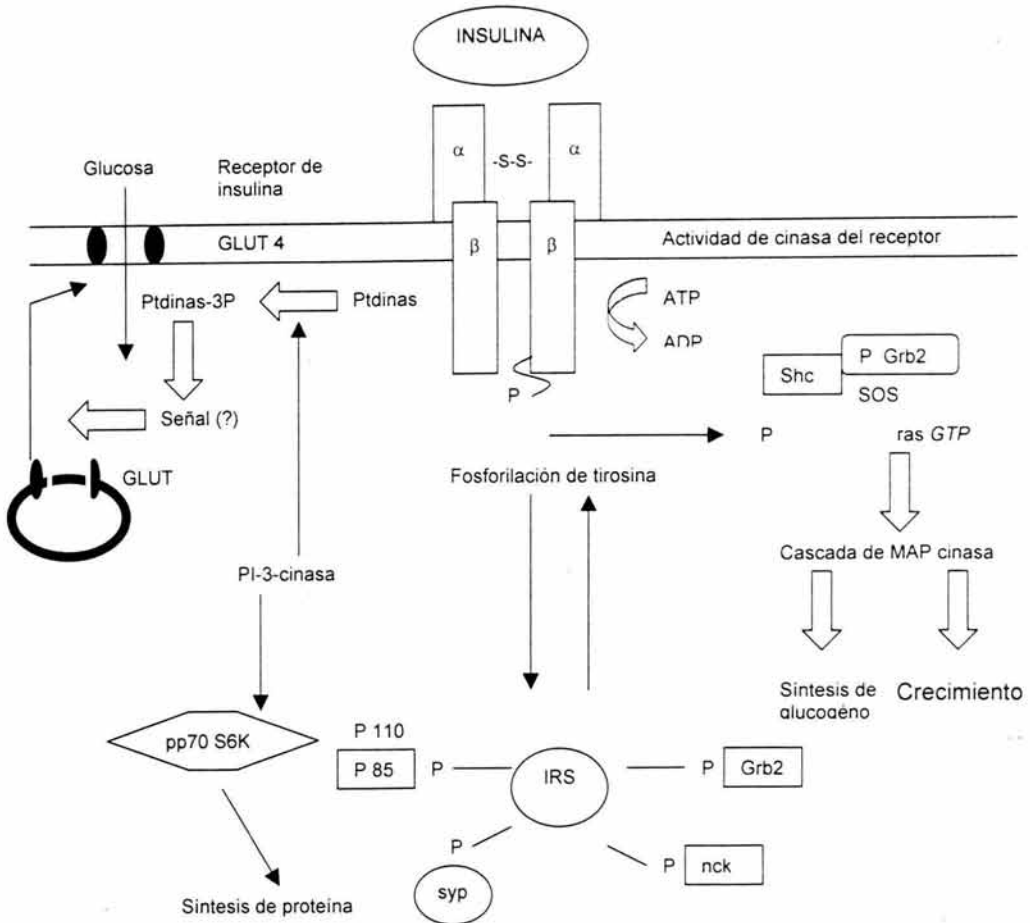 INSULINA
α
-S-S-
α
Glucosa
Receptor de
insulina
GLUT 4
β
β
Actividad de cinasa del receptor
Ptdinas-3P
Ptdinas
ATP
ADP
P Grb2
Shc
SOS
P
Señal (?)
P
ras GTP
GLUT
Fosforilación de tirosina
Cascada de MAP cinasa
PI-3-cinasa
Síntesis de
glucogéno
Crecimiento
P 110
pp70 S6K
P 85
P
IRS
P
Grb2
P
P
nck
syp
Sintesis de proteína